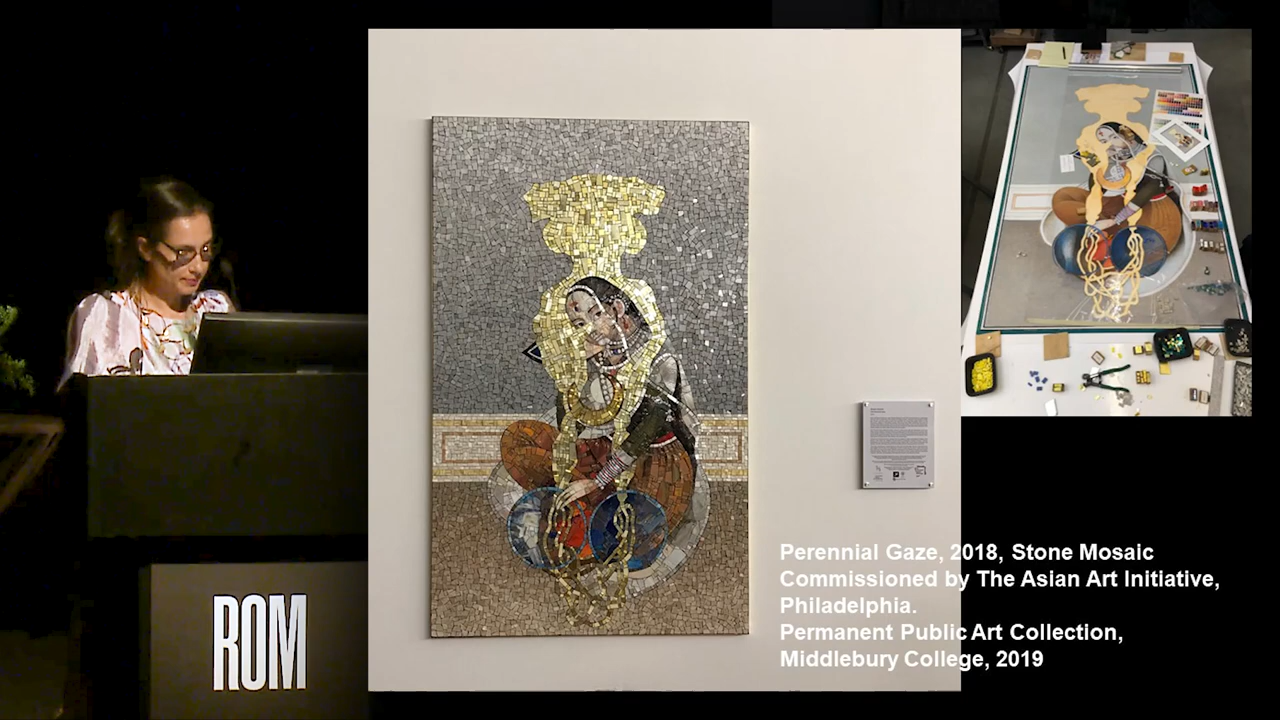 ROM
Perennial Gaze, 2018, Stone Mosaic
Commissioned by The Asian Art Initiative,
Philadelphia.
Permanent Public Art Collection,
Middlebury College, 2019